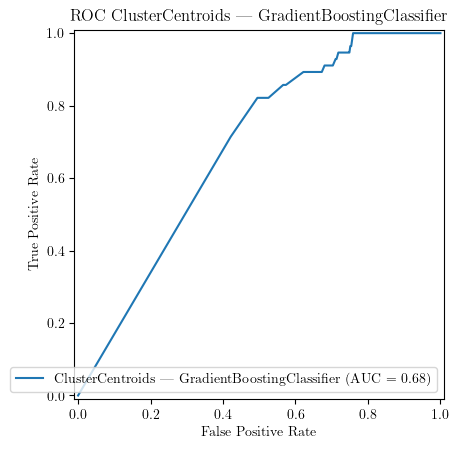 ROC ClusterCentroids — GradientBoostingClassifier
1.0
0.8
0.6
0.4
0.2
0.0
True Positive Rate
ClusterCentroids — GradientBoostingClassifier (AUC = 0.68)
0.0 0.2 0.4 0.6 0.8 1.0
False Positive Rate